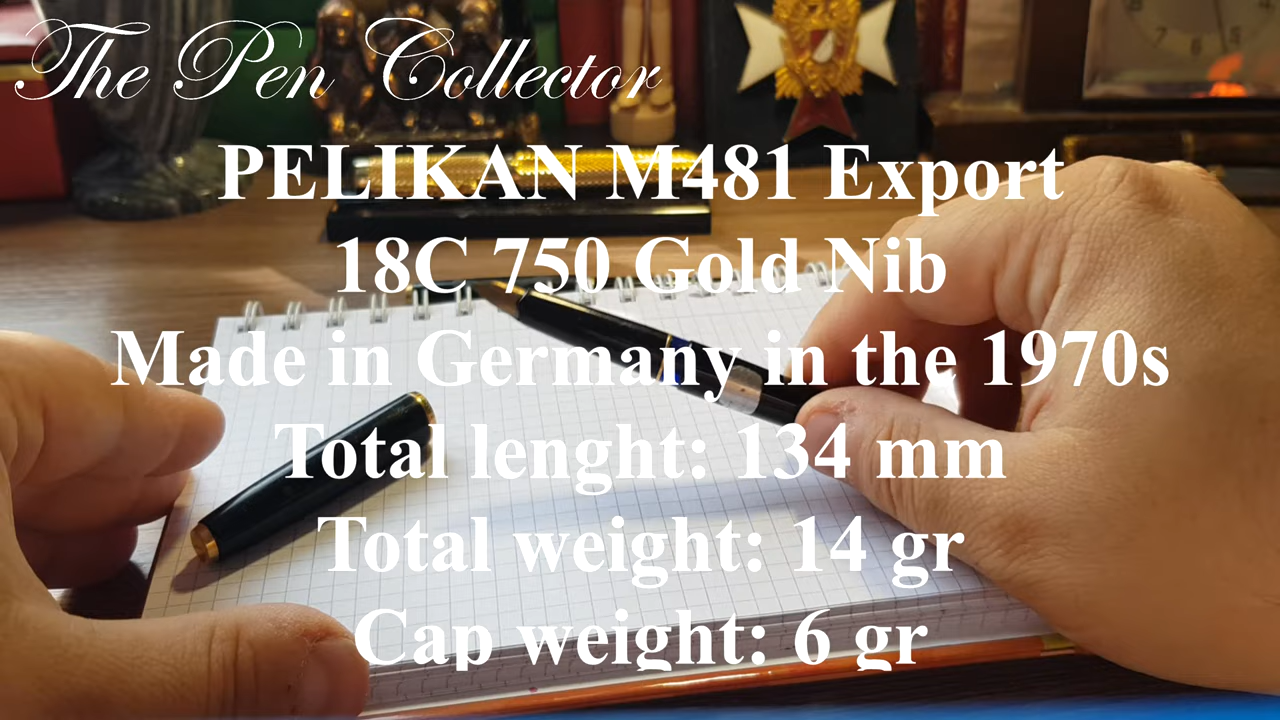 The Pen Collector
PELIKAN M481 Export
18C 750 Gold Nib
Made in Germany in the 1970s
Total lenght: 134 mm
Total weight: 14 gr
Cap weight: 6 gr